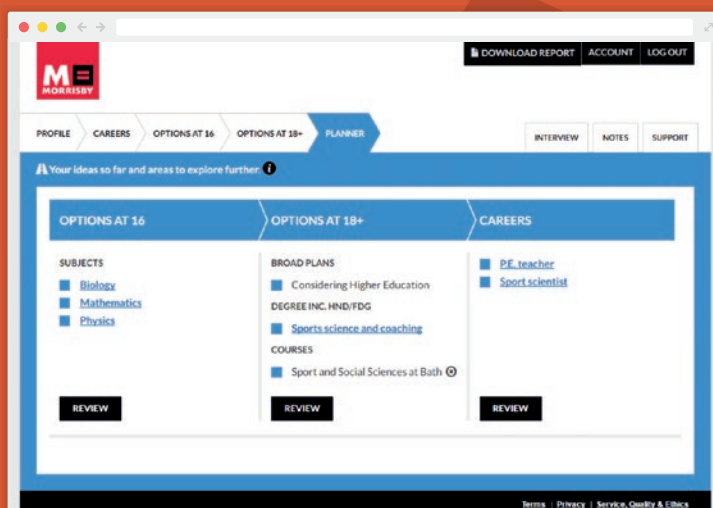 DOWNLOAD REPORT ACCOUNT LOG OUT
M=
MORRISBY
PROFILE CAREERS OPTIONS AT 16 OPTIONS AT 18+ PLANNER INTERVIEW NOTES SUPPORT
Your ideas so far and areas to explore further. i
OPTIONS AT 16
SUBJECTS
Biology
Mathematics
Physics
REVIEW
OPTIONS AT 18+
BROAD PLANS
Considering Higher Education
DEGREE INC. HND/FDG
Sports science and coaching
COURSES
Sport and Social Sciences at Bath
REVIEW
CAREERS
P.E. teacher
Sport scientist
REVIEW
Terms | Privacy | Service, Quality & Ethics